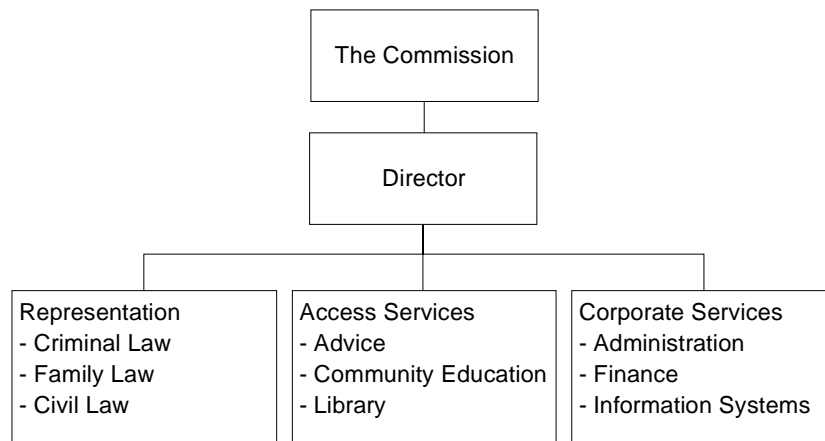 The Commission
Director
Representation
- Criminal Law
- Family Law
- Civil Law
Access Services
- Advice
- Community Education
- Library
Corporate Services
- Administration
- Finance
- Information Systems